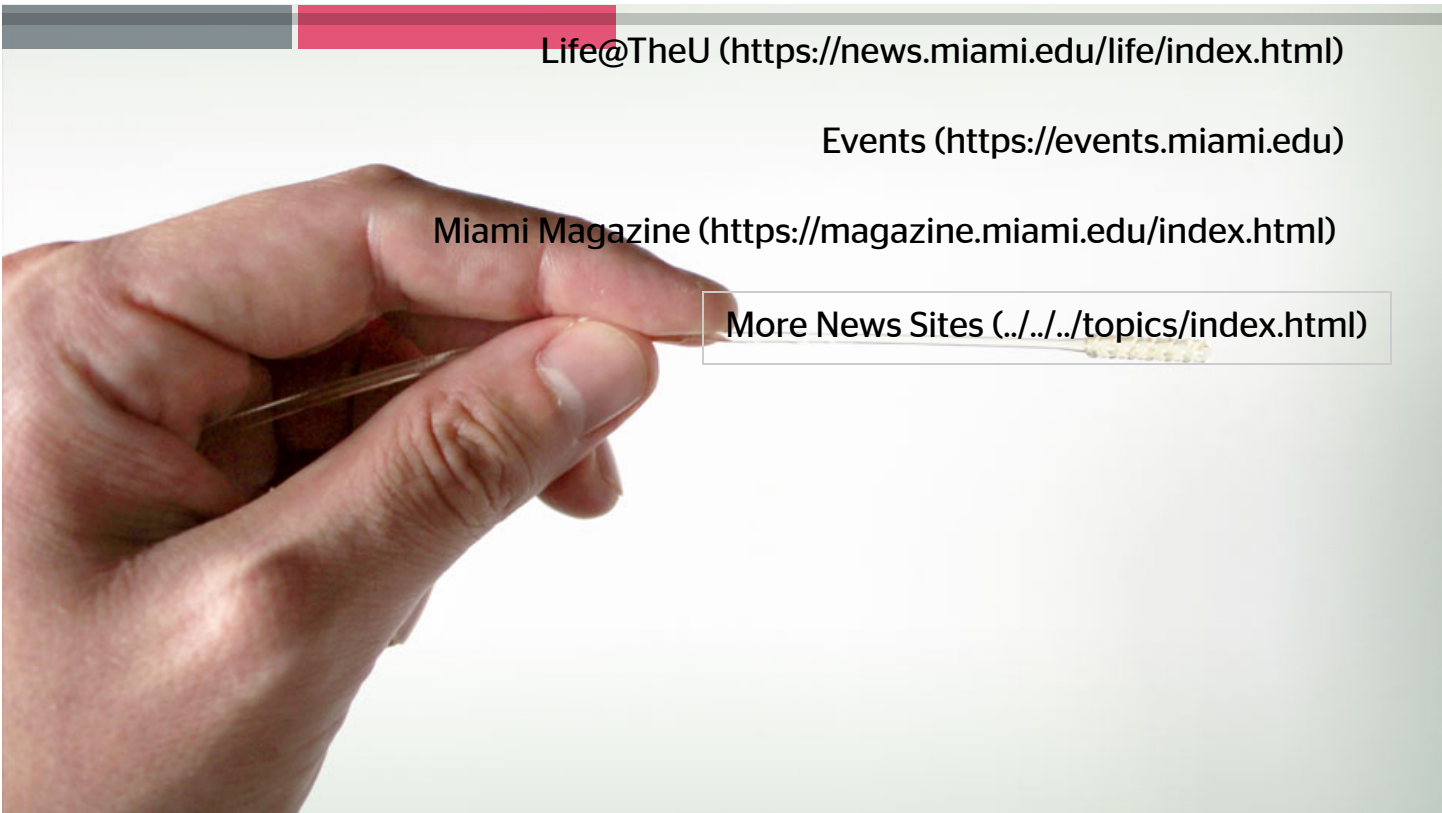 Life@TheU (https://news.miami.edu/life/index.html)
Events (https://events.miami.edu)
Miami Magazine (https://magazine.miami.edu/index.html)
More News Sites (../../../topics/index.html)